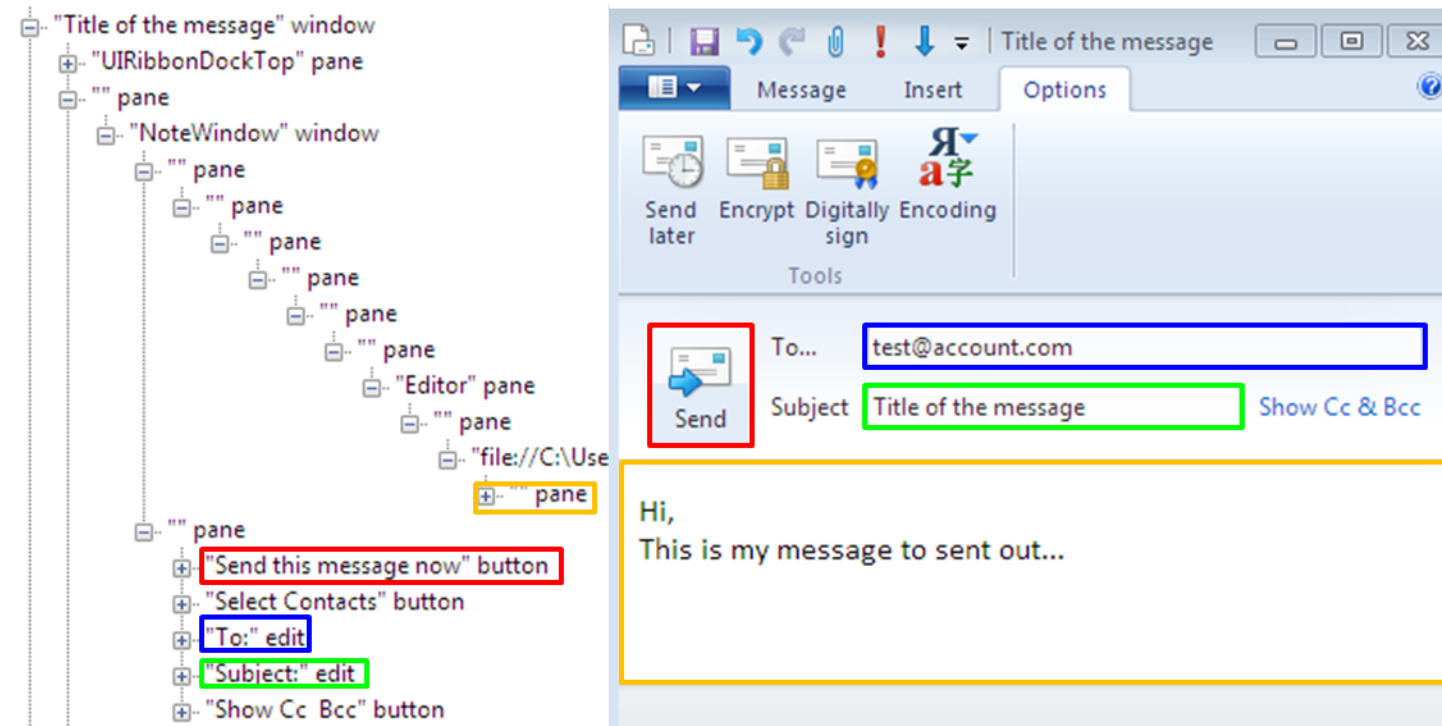 "Title of the message" window
"UIRibbonDockTop" pane
"" pane
"NoteWindow" window
"" pane
"" pane
"" pane
"" pane
"" pane
"" pane
"Editor" pane
"" pane
"file://C:\Use
"" pane
"" pane
"Send this message now" button
"Select Contacts" button
"To:" edit
"Subject:" edit
"Show Cc Bcc" button
Title of the message
Message Insert Options
Я
a字
Send later
Encrypt
Digitally sign
Encoding
Tools
Send
To... test@account.com
Subject Title of the message Show Cc & Bcc
Hi,
This is my message to sent out...